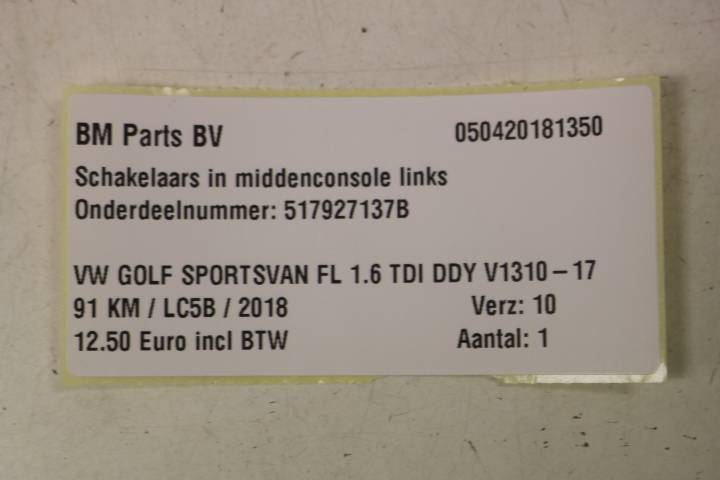 BM Parts BV 050420181350
Schakelaars in middenconsole links
Onderdeelnummer: 517927137B
VW GOLF SPORTSVAN FL 1.6 TDI DDY V1310 – 17
91 KM / LC5B / 2018 Verz: 10
12.50 Euro incl BTW Aantal: 1